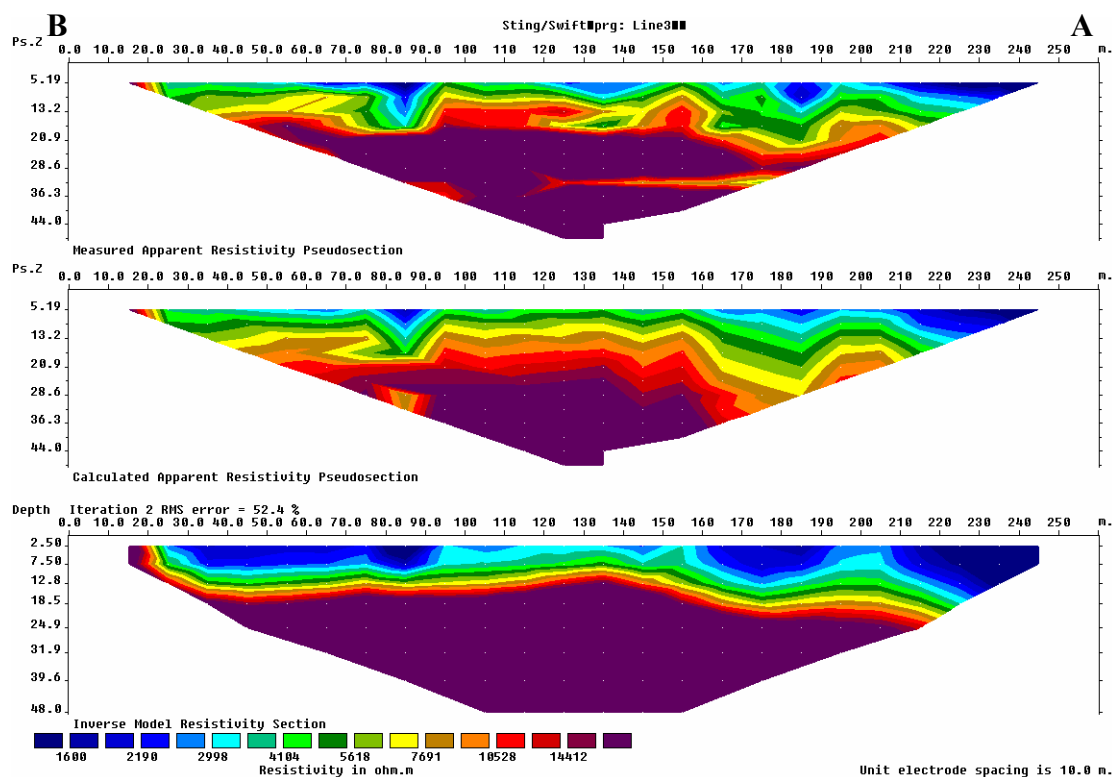 B Sting/Swift■prg: Line3■■ A
Ps.Z 0.0 10.0 20.0 30.0 40.0 50.0 60.0 70.0 80.0 90.0 100 110 120 130 140 150 160 170 180 190 200 210 220 230 240 250 m.
5.19
13.2
20.9
28.6
36.3
44.0
Measured Apparent Resistivity Pseudosection
Ps.Z 0.0 10.0 20.0 30.0 40.0 50.0 60.0 70.0 80.0 90.0 100 110 120 130 140 150 160 170 180 190 200 210 220 230 240 250 m.
5.19
13.2
20.9
28.6
36.3
44.0
Calculated Apparent Resistivity Pseudosection
Depth Iteration 2 RMS error = 52.4 %
0.0 10.0 20.0 30.0 40.0 50.0 60.0 70.0 80.0 90.0 100 110 120 130 140 150 160 170 180 190 200 210 220 230 240 250 m.
2.50
7.50
12.8
18.5
24.9
31.9
39.6
48.0
Inverse Model Resistivity Section
1600 2190 2998 4104 5618 7691 10528 14412
Resistivity in ohm.m Unit electrode spacing is 10.0 m.